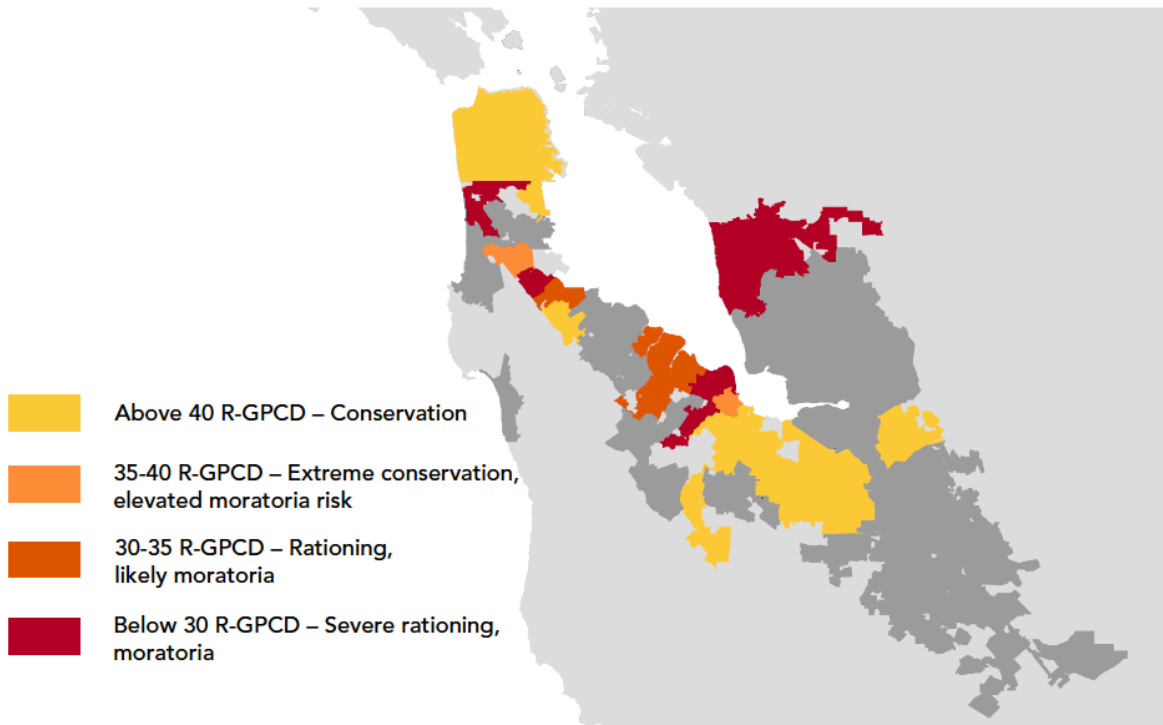 Above 40 R-GPCD – Conservation
35-40 R-GPCD – Extreme conservation,
elevated moratoria risk
30-35 R-GPCD – Rationing,
likely moratoria
Below 30 R-GPCD – Severe rationing,
moratoria